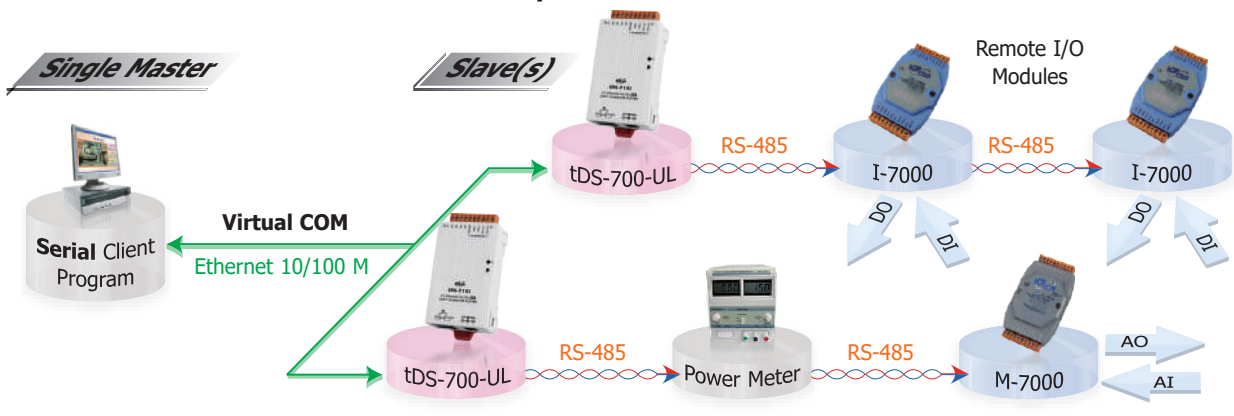 Single Master
Slave(s)
Remote I/O
Modules
RS-485
RS-485
tDS-700-UL
I-7000
I-7000
DO
DI
DO
DI
Virtual COM
Ethernet 10/100 M
Serial Client
Program
RS-485
RS-485
tDS-700-UL
Power Meter
M-7000
AO
AI